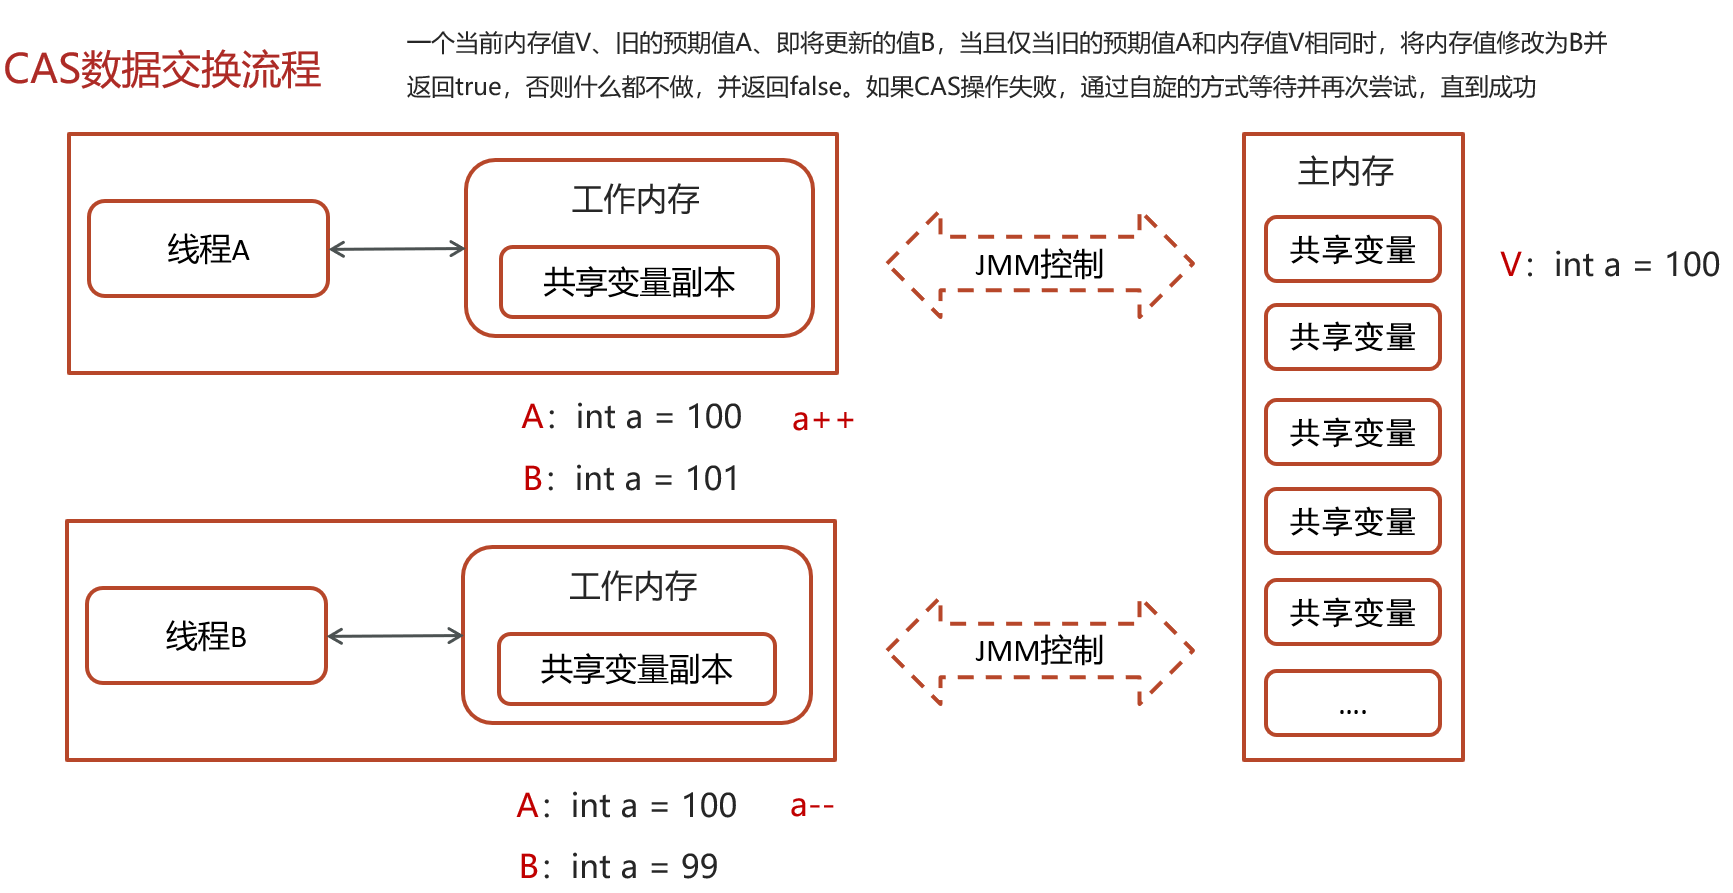 CAS数据交换流程
一个当前内存值V、旧的预期值A、即将更新的值B，当且仅当旧的预期值A和内存值V相同时，将内存值修改为B并
返回true，否则什么都不做，并返回false。如果CAS操作失败，通过自旋的方式等待并再次尝试，直到成功
线程A
工作内存
共享变量副本
JMM控制
主内存
共享变量
V：int a = 100
共享变量
共享变量
共享变量
共享变量
....
A：int a = 100 a++
B：int a = 101
线程B
工作内存
共享变量副本
JMM控制
A：int a = 100 a--
B：int a = 99